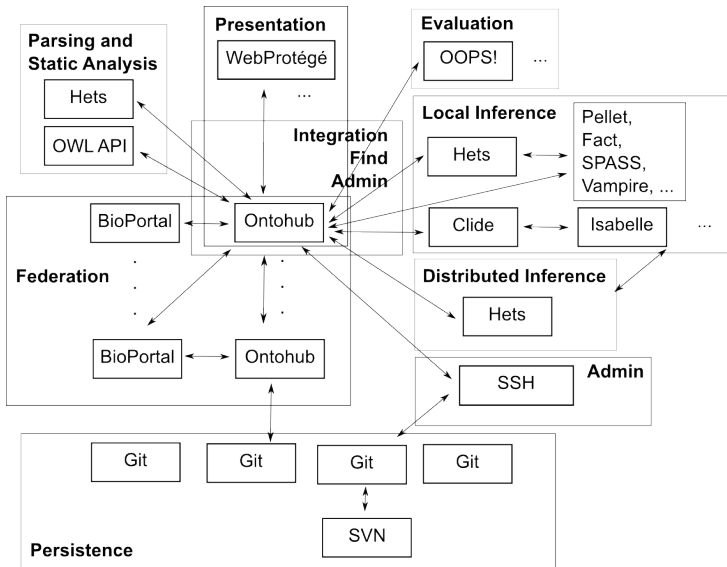 Presentation
WebProtégé
...
Evaluation
OOPS!
...
Parsing and
Static Analysis
Hets
OWL API
Local Inference
Hets
Pellet,
Fact,
SPASS,
Vampire, ...
Clide
Isabelle
...
Integration
Find
Admin
BioPortal
Ontohub
Federation
. . .
. . .
BioPortal
Ontohub
Distributed Inference
Hets
Admin
SSH
Git
Git
Git
Git
SVN
Persistence